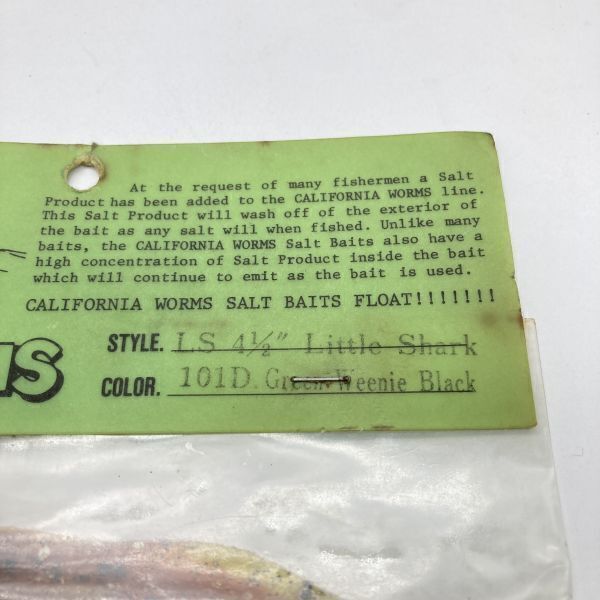 At the request of many fishermen a Salt
Product has been added to the CALIFORNIA WORMS line.
This Salt Product will wash off of the exterior of
the bait as any salt will when fished. Unlike many
baits, the CALIFORNIA WORMS Salt Baits also have a
high concentration of Salt Product inside the bait
which will continue to emit as the bait is used.
CALIFORNIA WORMS SALT BAITS FLOAT!!!!!!!
STYLE. LS 4½" Little Shark
COLOR. 101D Green Weenie Black